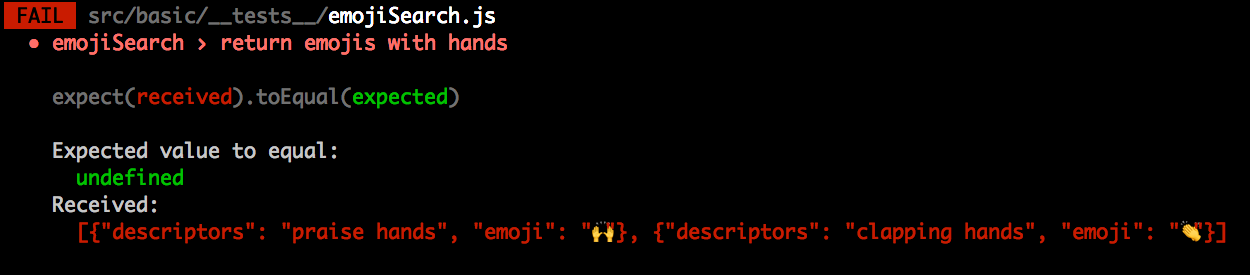 FAIL src/basic/__tests__/emojiSearch.js
● emojiSearch › return emojis with hands
expect(received).toEqual(expected)
Expected value to equal:
undefined
Received:
[{"descriptors": "praise hands", "emoji": "🙌"}, {"descriptors": "clapping hands", "emoji": "👏"}]